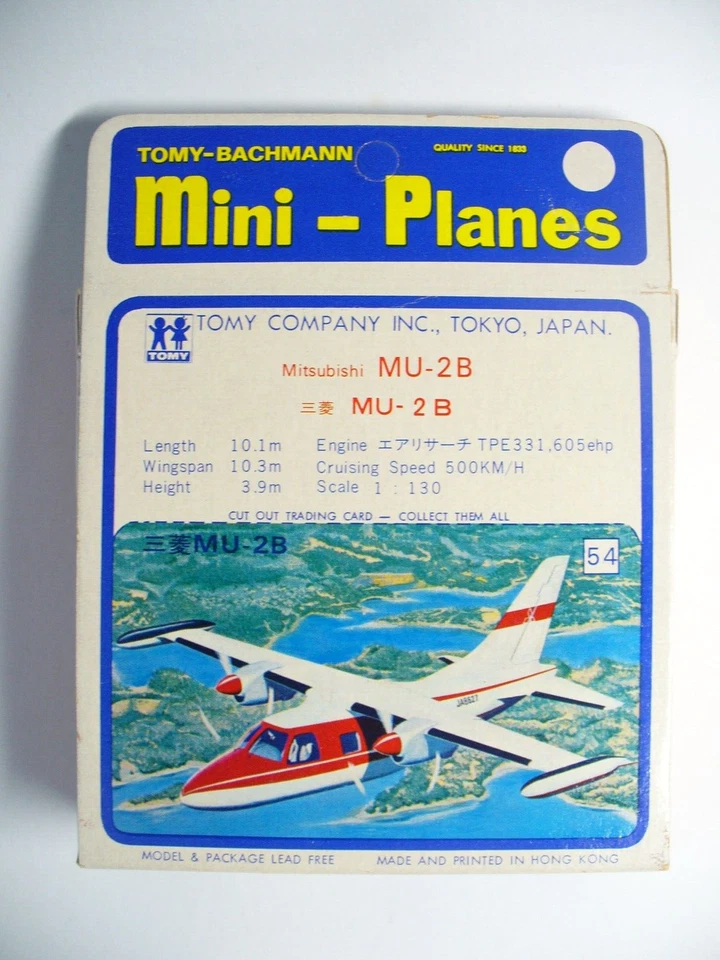 TOMY-BACHMANN
QUALITY SINCE 1833
mini - Planes
TOMY
TOMY COMPANY INC., TOKYO, JAPAN.
Mitsubishi MU-2B
三菱 MU-2B
Length 10.1m Engine エアリサーチ TPE331,605ehp
Wingspan 10.3m Cruising Speed 500KM/H
Height 3.9m Scale 1 : 130
CUT OUT TRADING CARD — COLLECT THEM ALL
三菱MU-2B
54
JA8627
MODEL & PACKAGE LEAD FREE MADE AND PRINTED IN HONG KONG